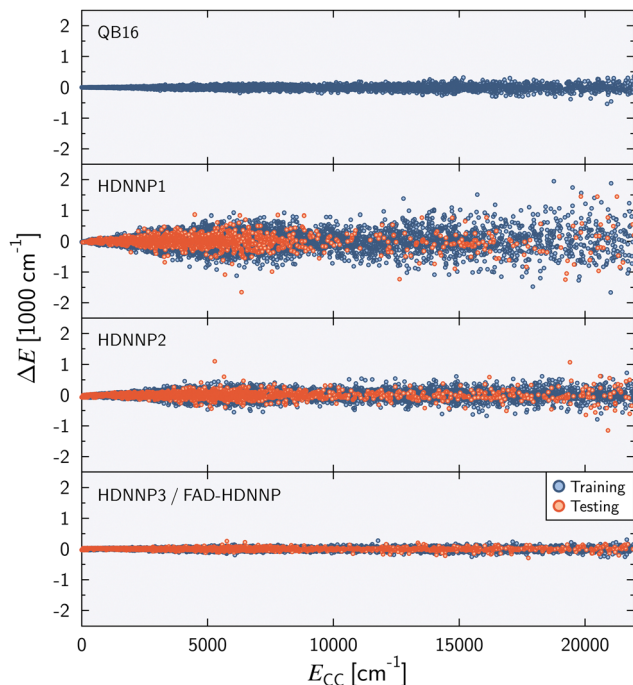 QB16
2
1
0
-1
-2
HDNNP1
2
1
0
-1
-2
HDNNP2
2
1
0
-1
-2
HDNNP3 / FAD-HDNNP
Training
Testing
2
1
0
-1
-2
ΔE [1000 cm⁻¹]
0 5000 10000 15000 20000
E_CC [cm⁻¹]